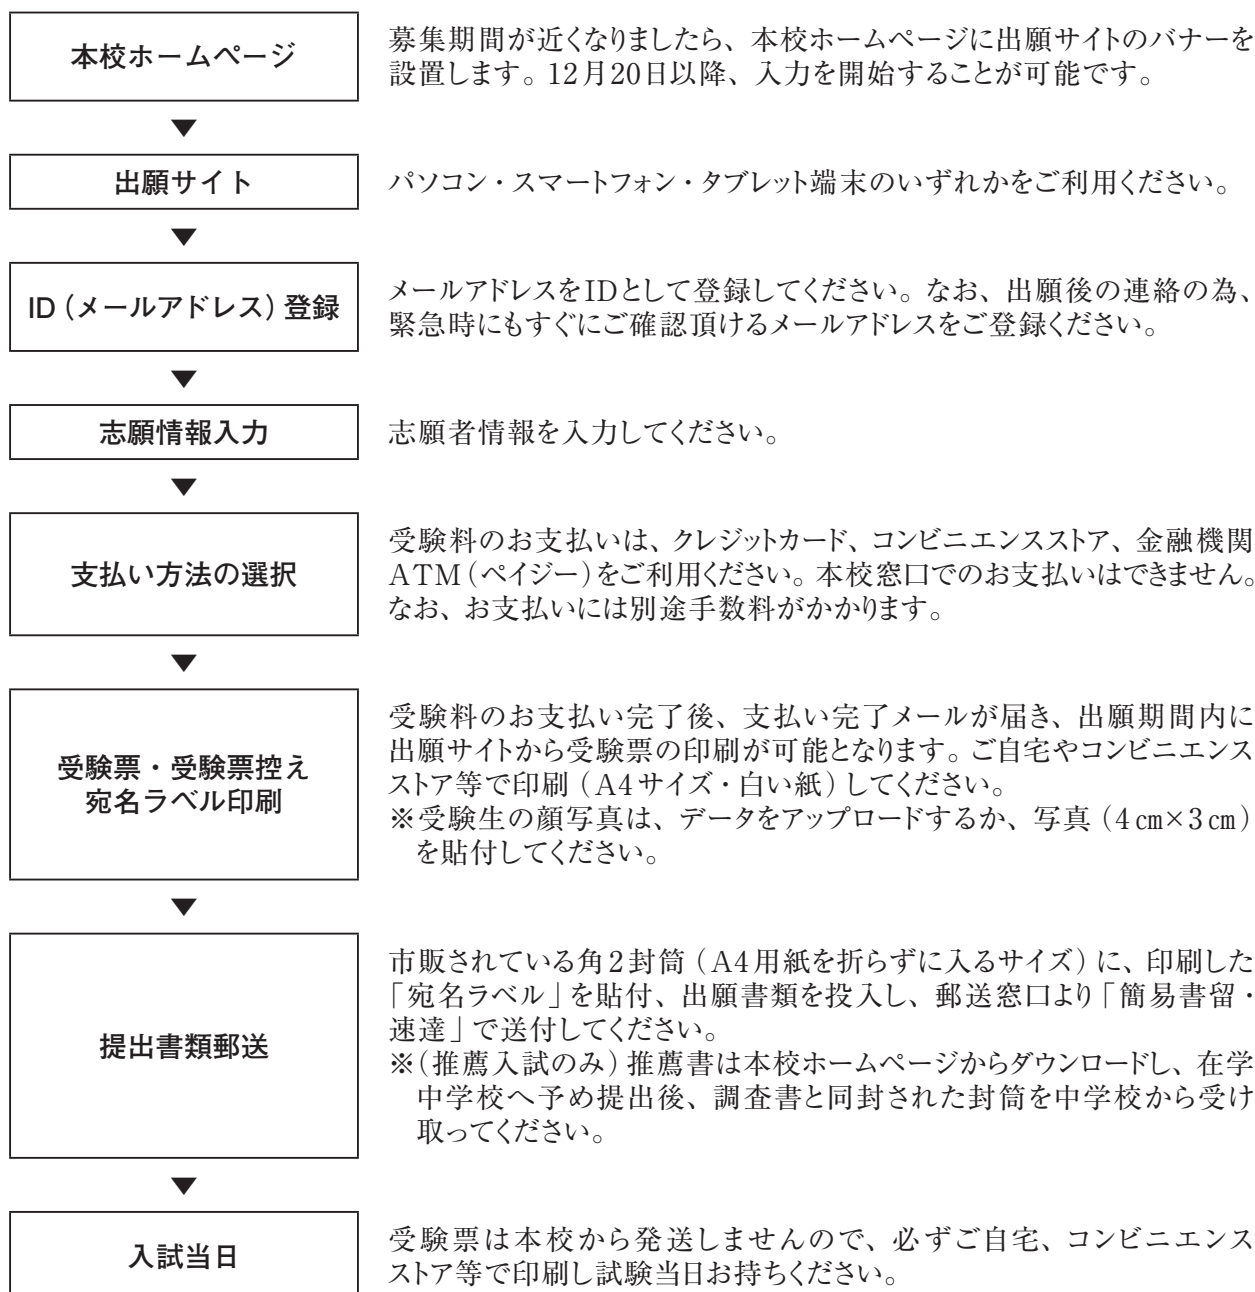 本校ホームページ
募集期間が近くなりましたら、本校ホームページに出願サイトのバナーを
設置します。12月20日以降、入力を開始することが可能です。
▼
出願サイト
パソコン・スマートフォン・タブレット端末のいずれかをご利用ください。
▼
ID（メールアドレス）登録
メールアドレスをIDとして登録してください。なお、出願後の連絡の為、
緊急時にもすぐにご確認頂けるメールアドレスをご登録ください。
▼
志願情報入力
志願者情報を入力してください。
▼
支払い方法の選択
受験料のお支払いは、クレジットカード、コンビニエンスストア、金融機関
ATM（ペイジー）をご利用ください。本校窓口でのお支払いはできません。
なお、お支払いには別途手数料がかかります。
▼
受験票・受験票控え
宛名ラベル印刷
受験料のお支払い完了後、支払い完了メールが届き、出願期間内に
出願サイトから受験票の印刷が可能となります。ご自宅やコンビニエンス
ストア等で印刷（A4サイズ・白い紙）してください。
※受験生の顔写真は、データをアップロードするか、写真（4㎝×3㎝）
を貼付してください。
▼
提出書類郵送
市販されている角2封筒（A4用紙を折らずに入るサイズ）に、印刷した
「宛名ラベル」を貼付、出願書類を投入し、郵送窓口より「簡易書留・
速達」で送付してください。
※（推薦入試のみ）推薦書は本校ホームページからダウンロードし、在学
中学校へ予め提出後、調査書と同封された封筒を中学校から受け
取ってください。
▼
入試当日
受験票は本校から発送しませんので、必ずご自宅、コンビニエンス
ストア等で印刷し試験当日お持ちください。